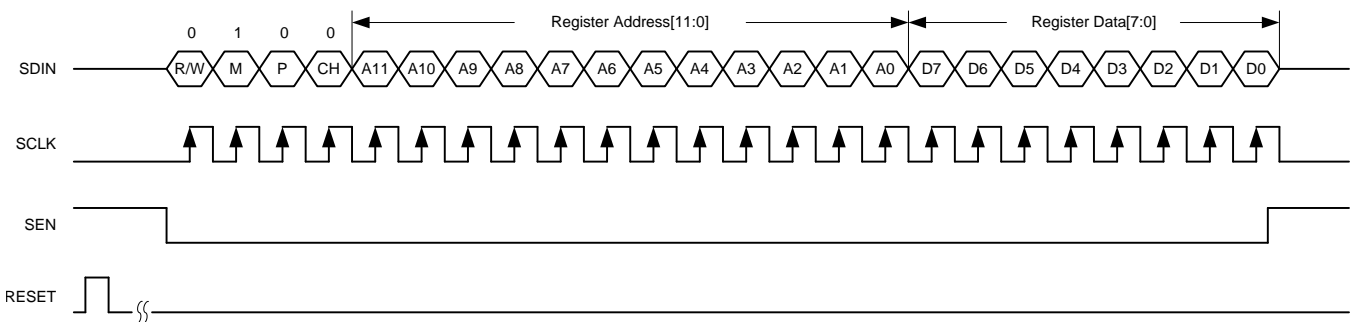 Register Address[11:0] Register Data[7:0]
0 1 0 0
SDIN R/W M P CH A11 A10 A9 A8 A7 A6 A5 A4 A3 A2 A1 A0 D7 D6 D5 D4 D3 D2 D1 D0
SCLK
SEN
RESET